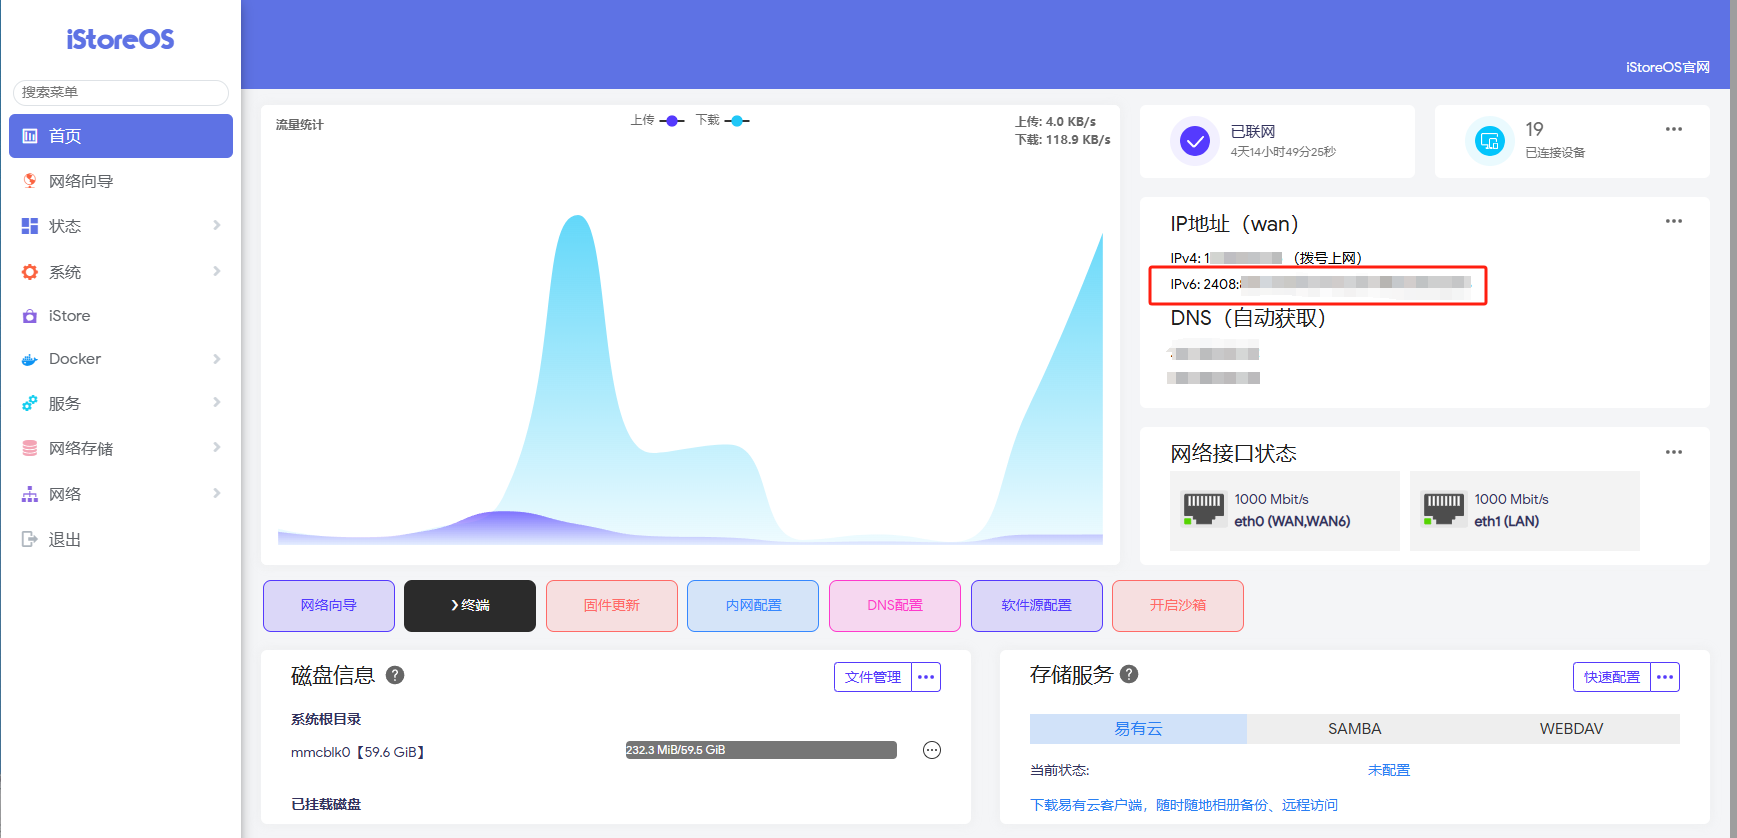 iStoreOS
搜索菜单
首页
网络向导
状态
系统
iStore
Docker
服务
网络存储
网络
退出
iStoreOS官网
流量统计
上传 下载
上传: 4.0 KB/s
下载: 118.9 KB/s
已联网
4天14小时49分25秒
19
已连接设备
IP地址（wan）
IPv4: 1 （拨号上网）
IPv6: 2408:
DNS（自动获取）
网络接口状态
1000 Mbit/s
eth0 (WAN,WAN6)
1000 Mbit/s
eth1 (LAN)
网络向导
终端
固件更新
内网配置
DNS配置
软件源配置
开启沙箱
磁盘信息
文件管理
系统根目录
mmcblk0【59.6 GiB】
232.3 MiB/59.5 GiB
已挂载磁盘
存储服务
快速配置
易有云
SAMBA
WEBDAV
当前状态:
未配置
下载易有云客户端，随时随地相册备份、远程访问